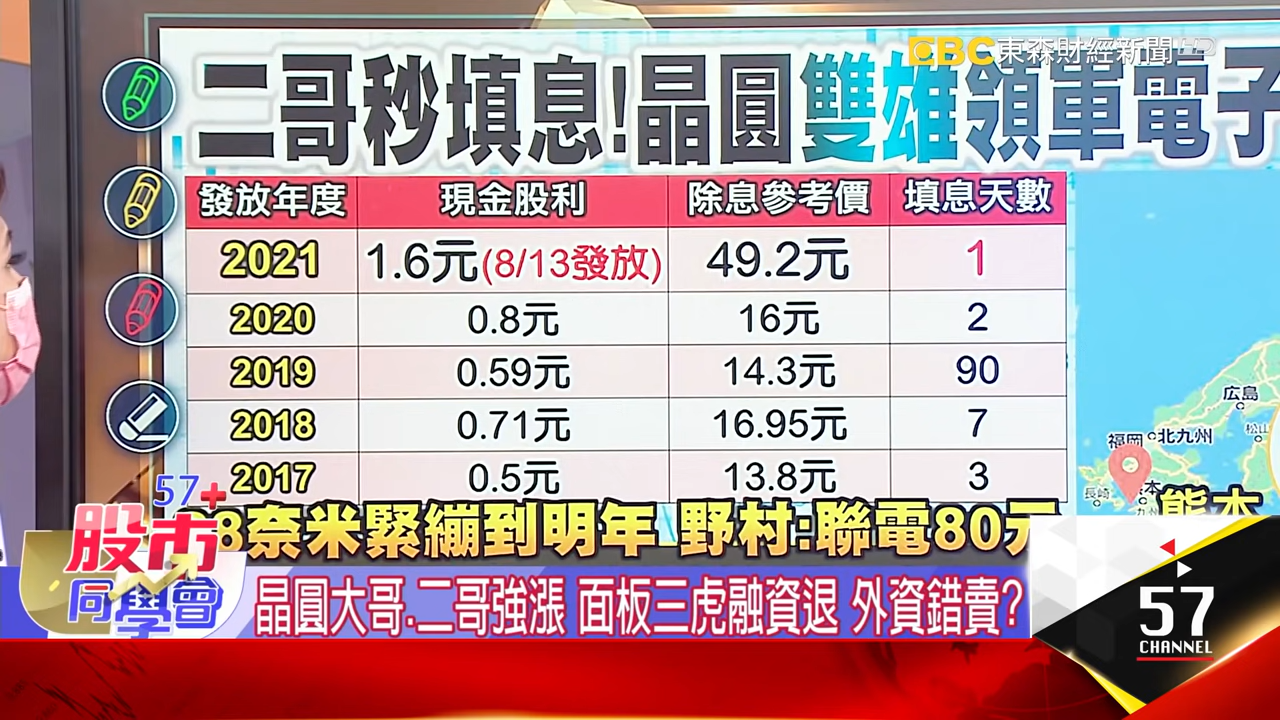 EBC 東森財經新聞 HD
二哥秒填息!晶圓雙雄領軍電子
發放年度 現金股利 除息參考價 填息天數
2021 1.6元(8/13發放) 49.2元 1
2020 0.8元 16元 2
2019 0.59元 14.3元 90
2018 0.71元 16.95元 7
2017 0.5元 13.8元 3
広島
松山
福岡 北九州
長崎
熊本
8奈米緊繃到明年 野村:聯電80元
57+
股市
同學會
晶圓大哥.二哥強漲 面板三虎融資退 外資錯賣?
57
CHANNEL